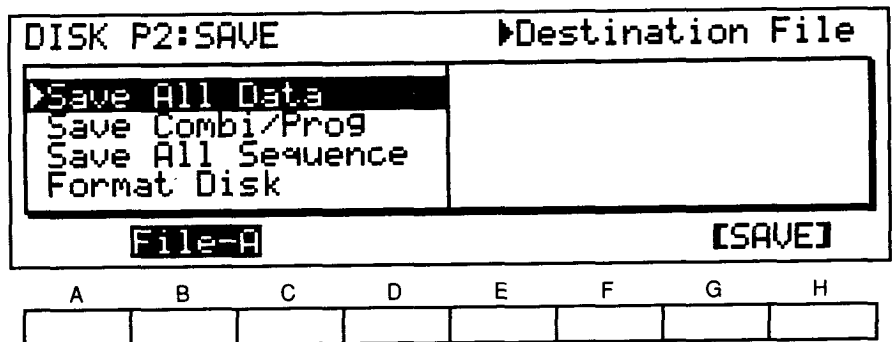 DISK P2:SAVE ▶Destination File
▶Save All Data
Save Combi/Prog
Save All Sequence
Format Disk
File-A [SAVE]
A B C D E F G H